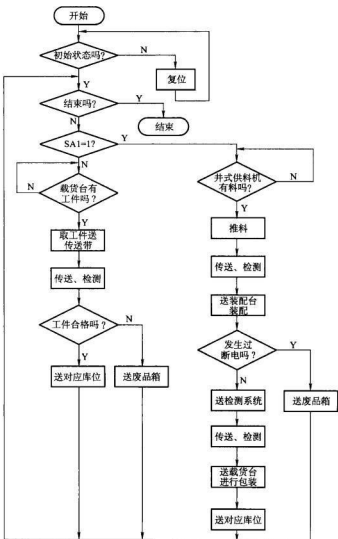 开始
初始状态吗?
N
复位
Y
结束吗?
Y
N
结束
SA1=1?
Y
N
载货台有
工件吗?
N
Y
取工件送
传送带
传送、检测
工件合格吗?
N
Y
送对应库位
送废品箱
井式供料机
有料吗?
N
Y
推料
传送、检测
送装配台
装配
发生过
断电吗?
Y
N
送检测系统
送废品箱
传送、检测
送载货台
进行包装
送对应库位